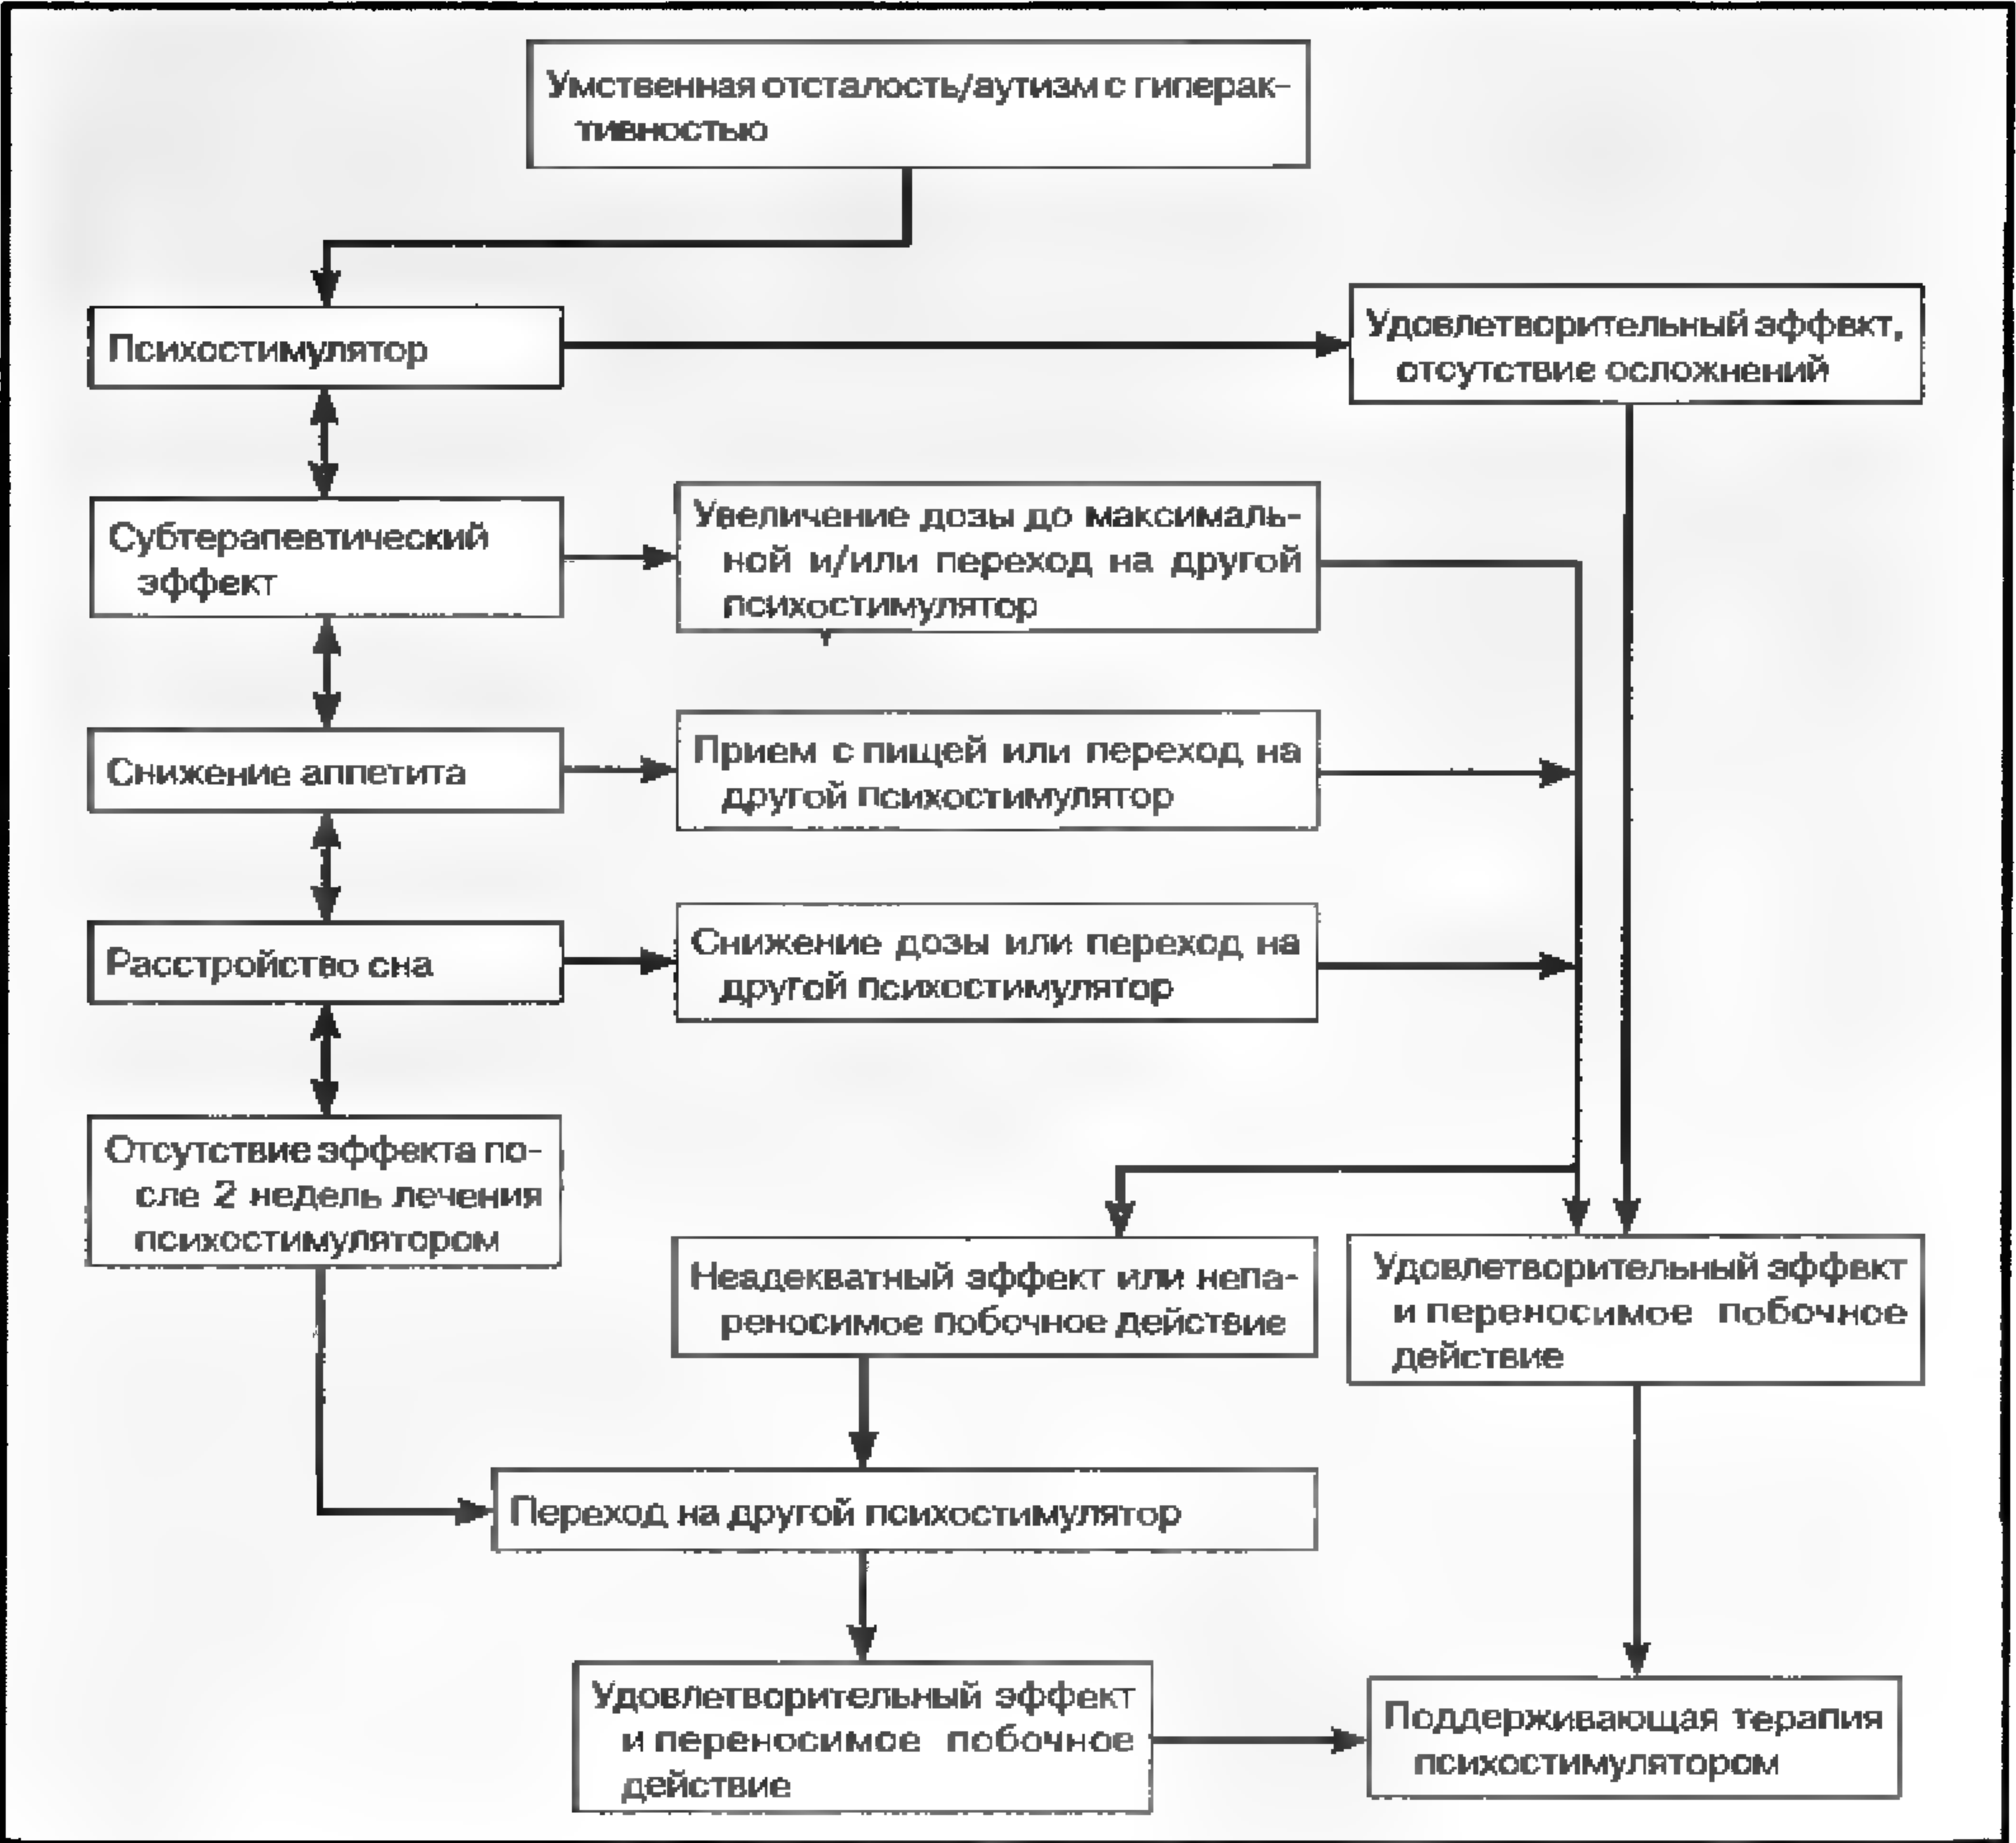 Умственная отсталость/аутизм с гиперак-
тивностью
Психостимулятор
Удовлетворительный эффект,
отсутствие осложнений
Субтерапевтический
эффект
Увеличение дозы до максималь-
ной и/или переход на другой
психостимулятор
Снижение аппетита
Прием с пищей или переход на
другой психостимулятор
Расстройство сна
Снижение дозы или переход на
другой психостимулятор
Отсутствие эффекта по-
сле 2 недель лечения
психостимулятором
Неадекватный эффект или непе-
реносимое побочное действие
Удовлетворительный эффект
и переносимое побочное
действие
Переход на другой психостимулятор
Удовлетворительный эффект
и переносимое побочное
действие
Поддерживающая терапия
психостимулятором